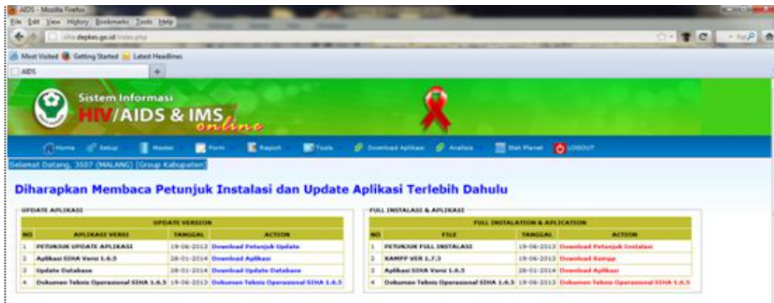 AIDS - Mozilla Firefox
File Edit View History Bookmarks Tools Help
siha.depkes.go.id/index.php
Most Visited Getting Started Latest Headlines
AIDS
Sistem Informasi
HIV/AIDS & IMS
online
Home Setup Master Form Report Tools Download Aplikasi Analisis Stat Planet LOGOUT
Selamat Datang, 3507 (MALANG) [Group Kabupaten]
Diharapkan Membaca Petunjuk Instalasi dan Update Aplikasi Terlebih Dahulu
UPDATE APLIKASI
UPDATE VERSION
NO APLIKASI VERSI TANGGAL ACTION
1 PETUNJUK UPDATE APLIKASI 19-06-2013 Download Petunjuk Update
2 Aplikasi SIHA Versi 1.6.5 28-01-2014 Download Aplikasi
3 Update Database 28-01-2014 Download Update Database
4 Dokumen Teknis Operasional SIHA 1.6.5 19-06-2013 Dokumen Teknis Operasional SIHA 1.6.5
FULL INSTALASI & APLIKASI
FULL INSTALATION & APLICATION
NO FILE TANGGAL ACTION
1 PETUNJUK FULL INSTALASI 19-06-2013 Download Petunjuk Instalasi
2 XAMPP VER 1.7.3 19-06-2013 Download Xampp
3 Aplikasi SIHA Versi 1.6.5 28-01-2014 Download Aplikasi
4 Dokumen Teknis Operasional SIHA 1.6.5 19-06-2013 Dokumen Teknis Operasional SIHA 1.6.5